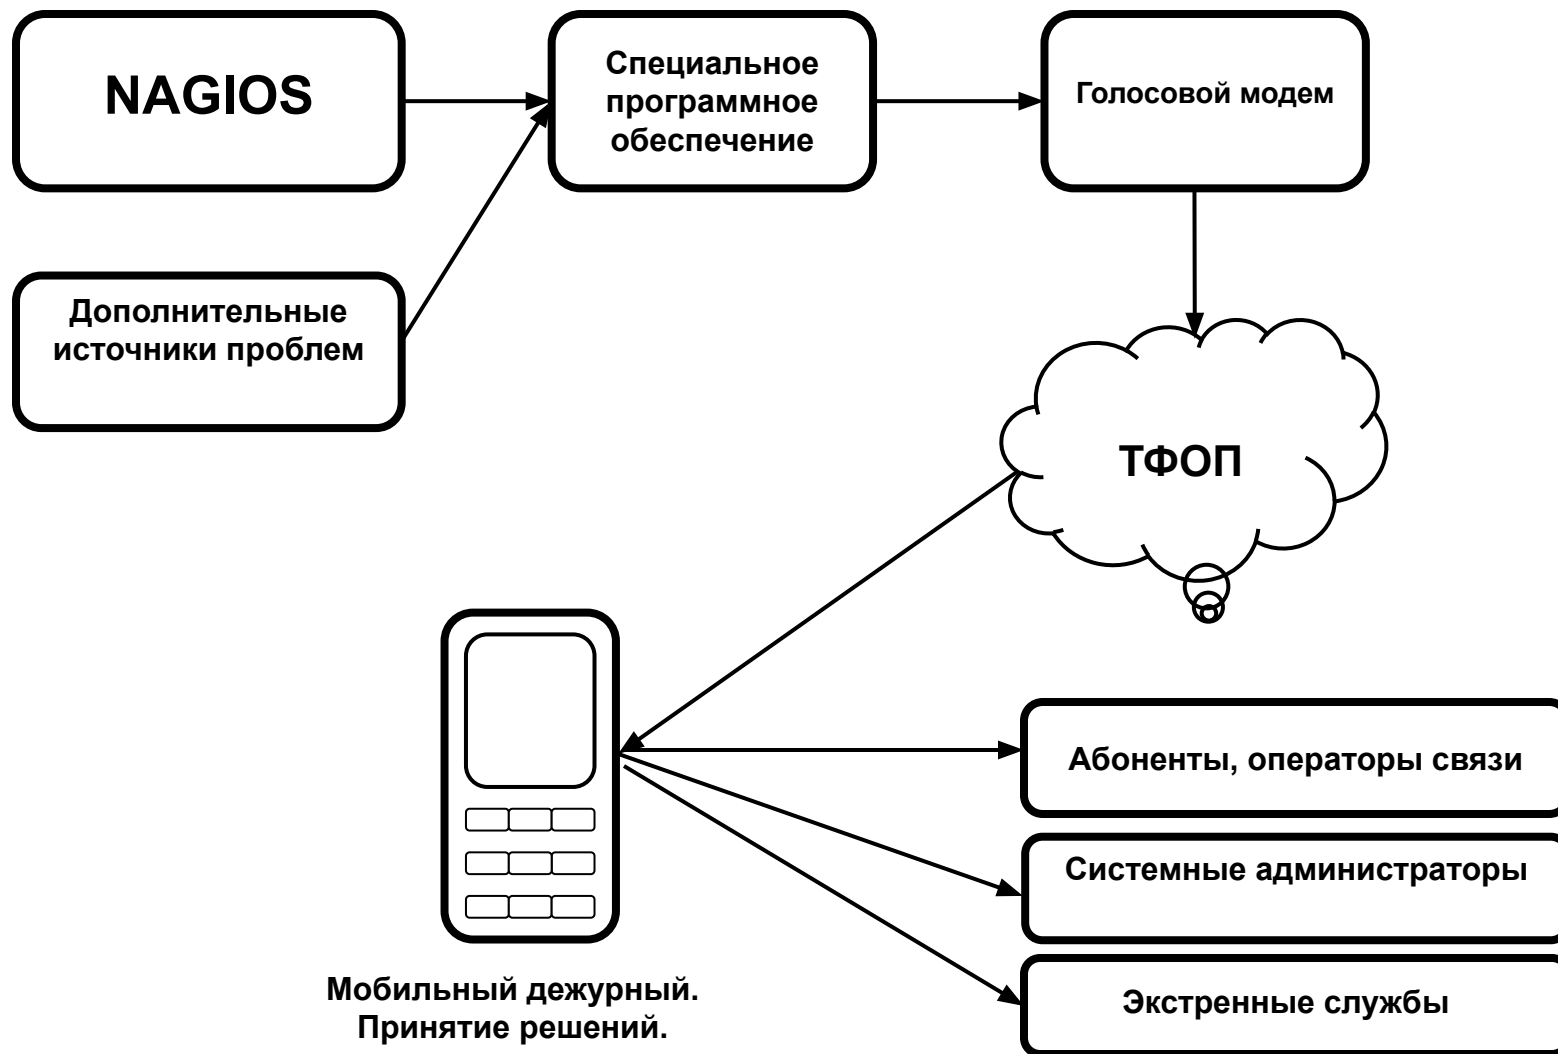 NAGIOS
Специальное
программное
обеспечение
Голосовой модем
Дополнительные
источники проблем
ТФОП
Абоненты, операторы связи
Системные администраторы
Экстренные службы
Мобильный дежурный.
Принятие решений.